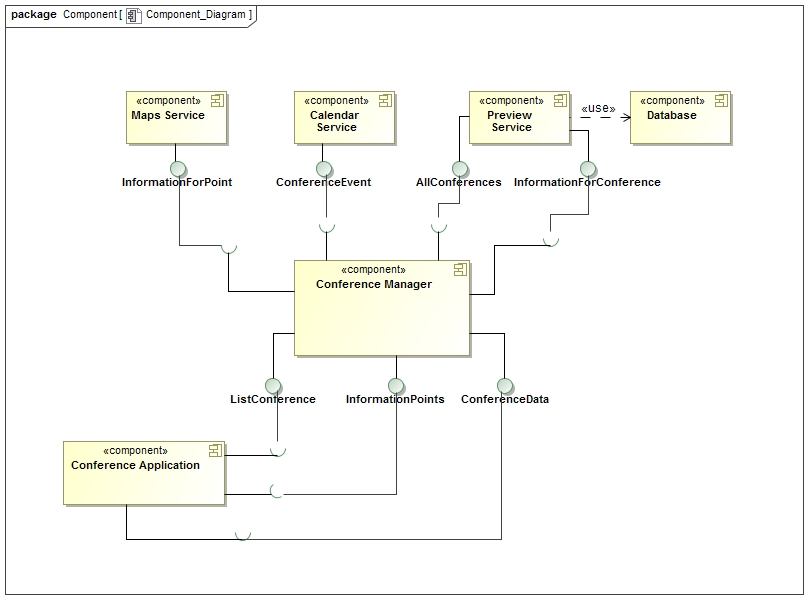 package Component [ Component_Diagram ]
«component»
Maps Service
«component»
Calendar
Service
«component»
Preview
Service
«use»
«component»
Database
InformationForPoint
ConferenceEvent
AllConferences
InformationForConference
«component»
Conference Manager
ListConference
InformationPoints
ConferenceData
«component»
Conference Application